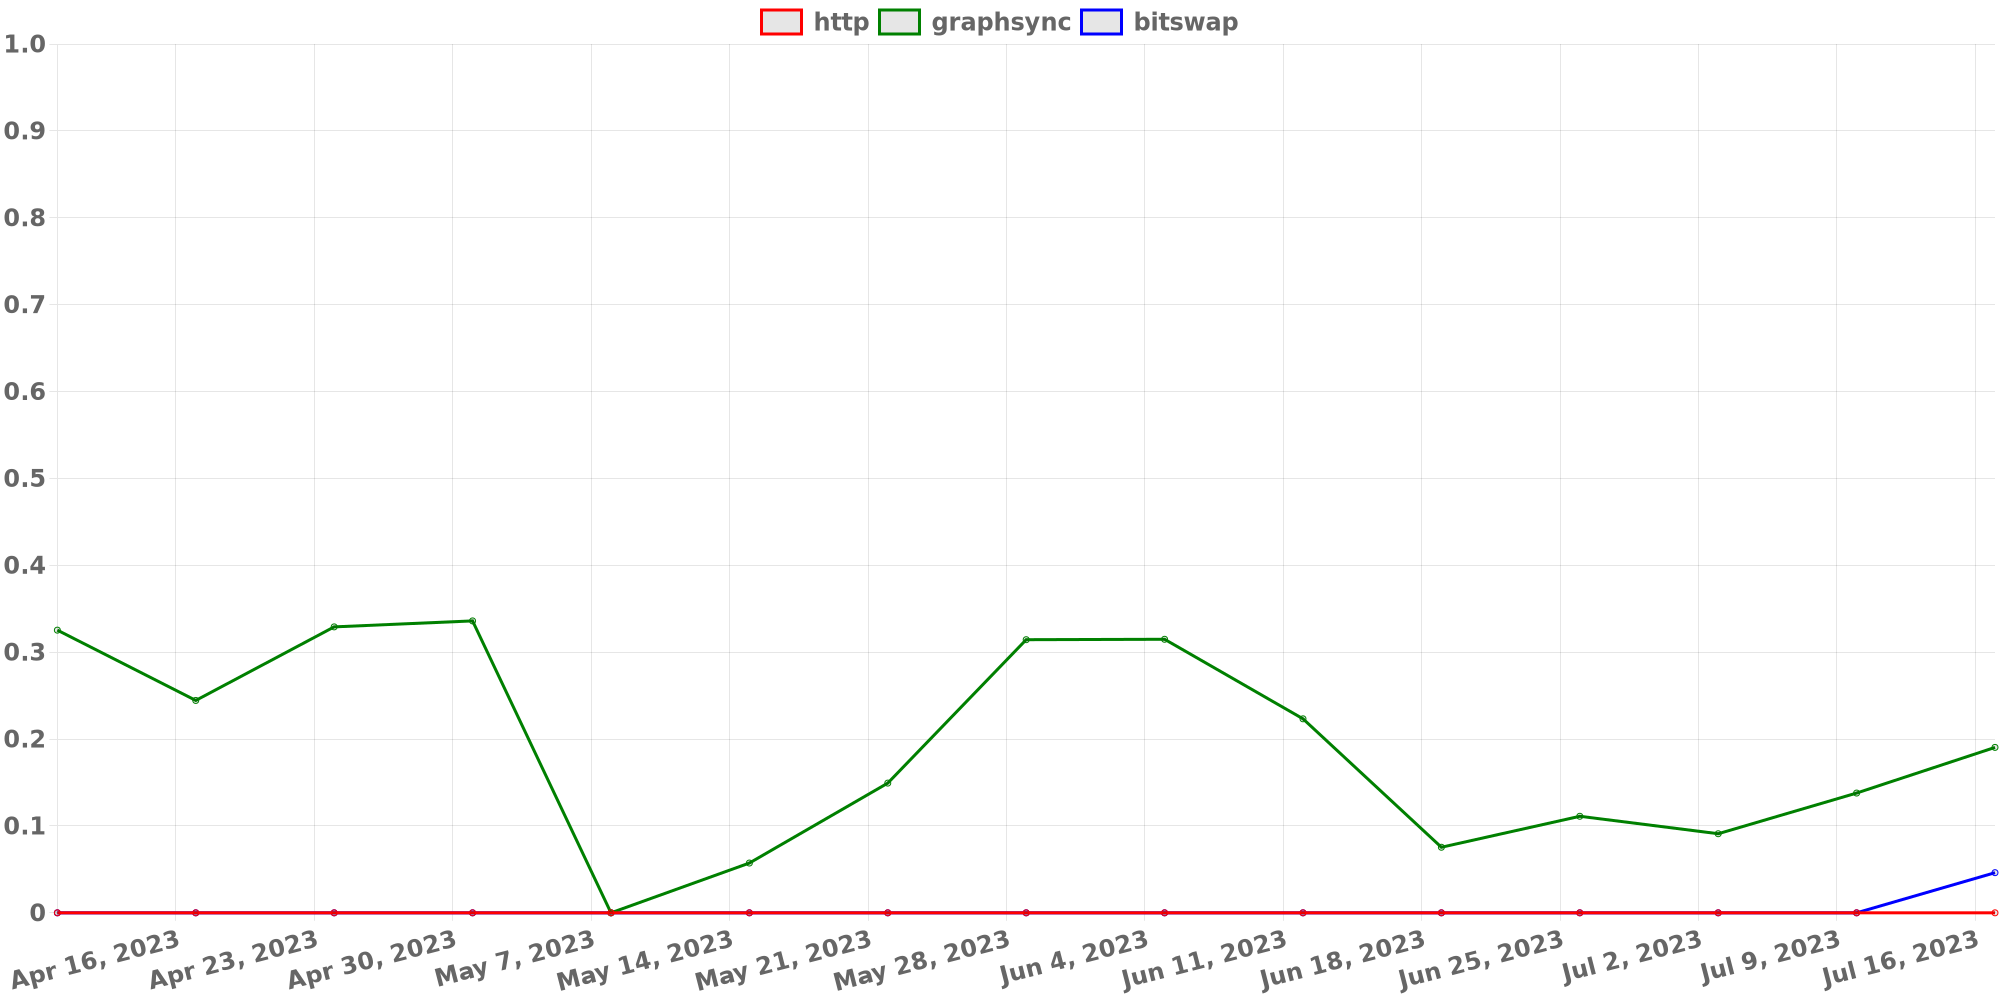 http graphsync bitswap
1.0
0.9
0.8
0.7
0.6
0.5
0.4
0.3
0.2
0.1
0
Apr 16, 2023
Apr 23, 2023
Apr 30, 2023
May 7, 2023
May 14, 2023
May 21, 2023
May 28, 2023
Jun 4, 2023
Jun 11, 2023
Jun 18, 2023
Jun 25, 2023
Jul 2, 2023
Jul 9, 2023
Jul 16, 2023